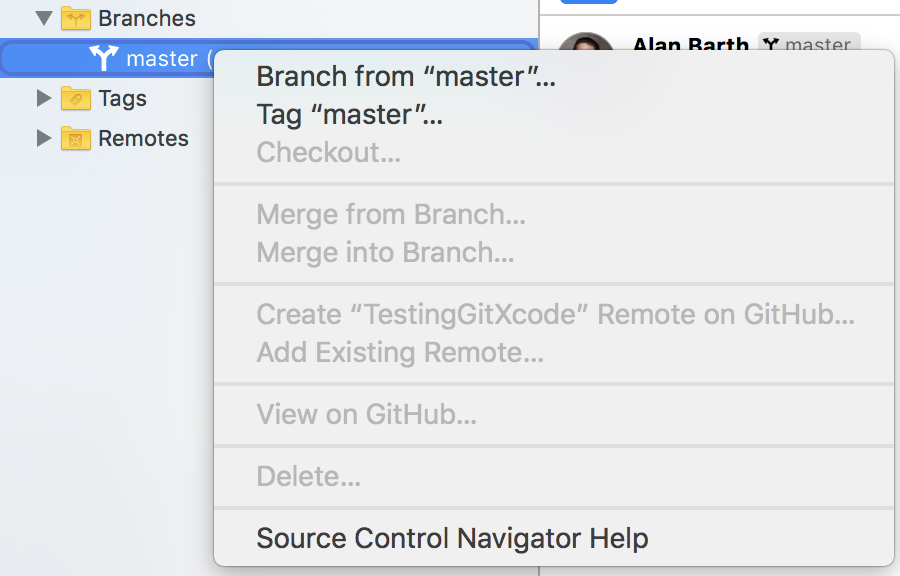 Branches
master (
Tags
Remotes
Alan Barth master
Branch from “master”...
Tag “master”...
Checkout...
Merge from Branch...
Merge into Branch...
Create “TestingGitXcode” Remote on GitHub...
Add Existing Remote...
View on GitHub...
Delete...
Source Control Navigator Help